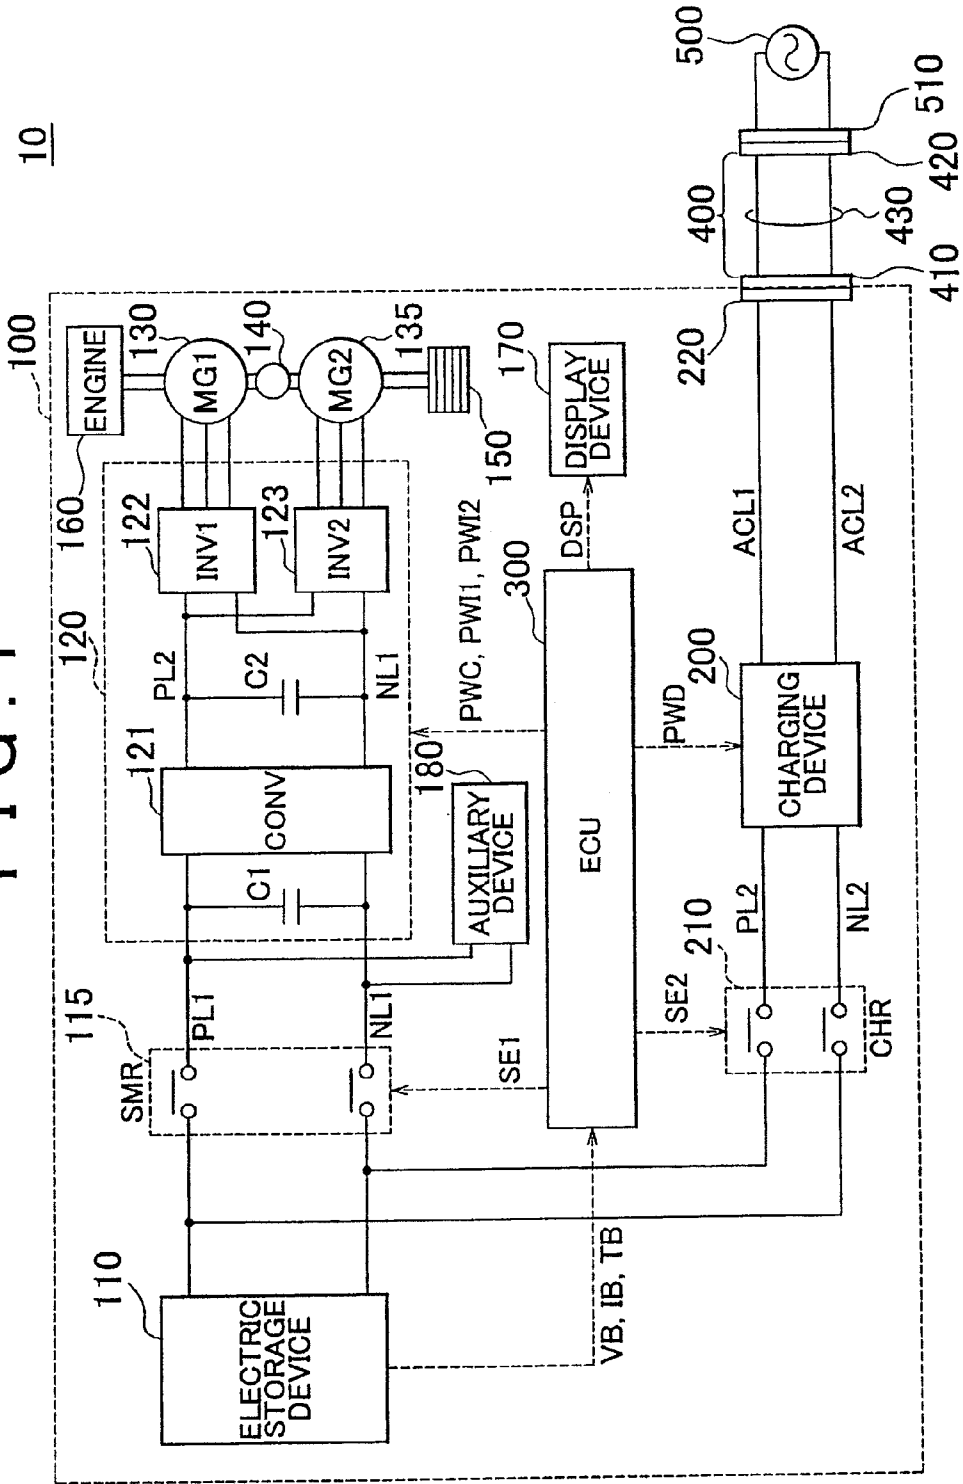 10
100
ENGINE
160
130
MG1
140
MG2
135
150
120
122
INV1
123
INV2
PL2
C2
NL1
121
CONV
C1
115
SMR
PL1
NL1
110
ELECTRIC
STORAGE
DEVICE
180
AUXILIARY
DEVICE
PWC, PWI1, PWI2
SE1
VB, IB, TB
300
ECU
DSP
170
DISPLAY
DEVICE
PWD
SE2
210
CHR
PL2
NL2
200
CHARGING
DEVICE
ACL1
ACL2
220
410
400
430
420
510
500